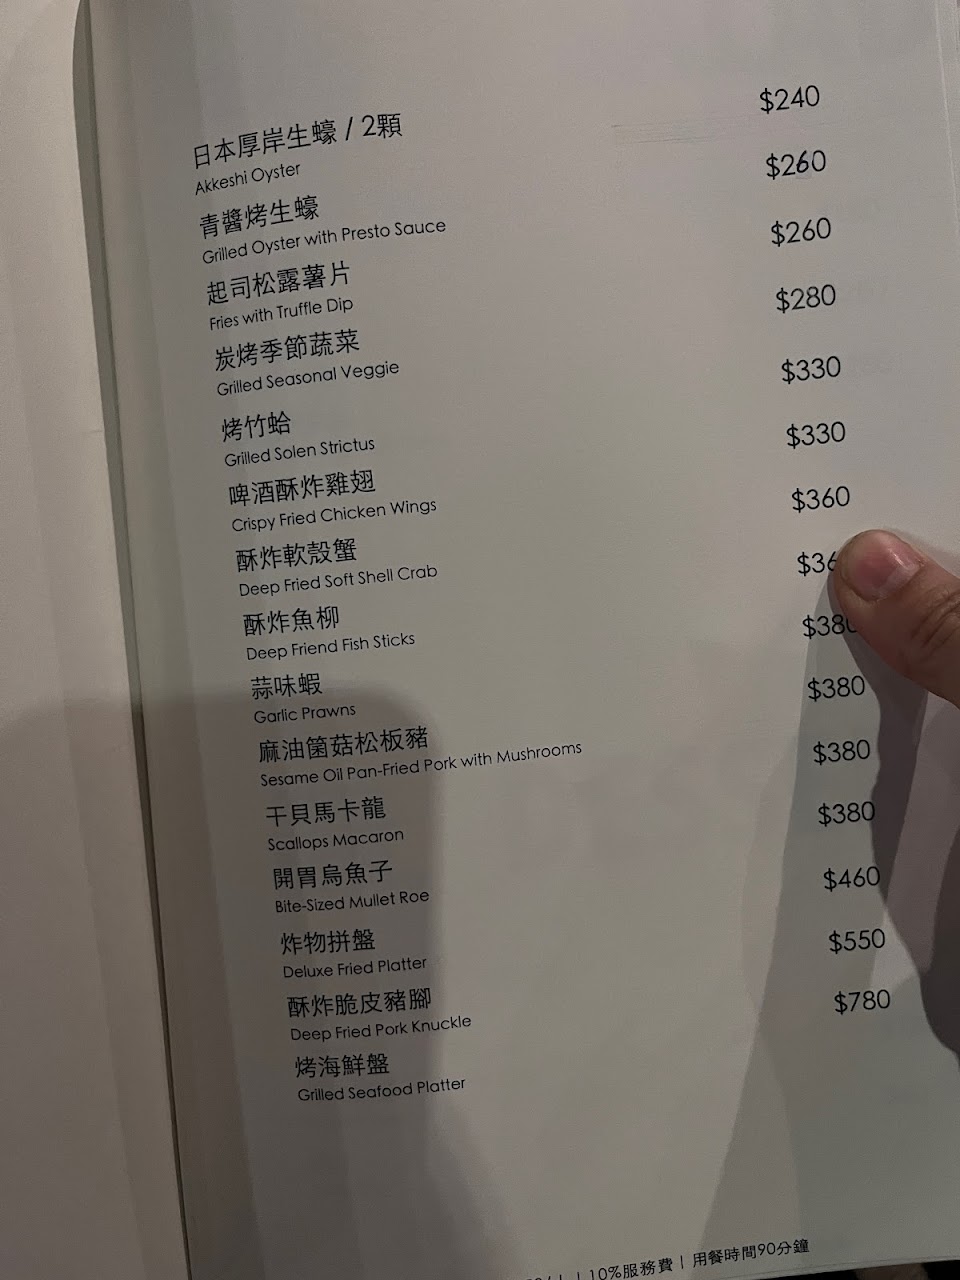 日本厚岸生蠔 / 2顆 $240
Akkeshi Oyster
青醬烤生蠔 $260
Grilled Oyster with Presto Sauce
起司松露薯片 $260
Fries with Truffle Dip
炭烤季節蔬菜 $280
Grilled Seasonal Veggie
烤竹蛤 $330
Grilled Solen Strictus
啤酒酥炸雞翅 $330
Crispy Fried Chicken Wings
酥炸軟殼蟹 $360
Deep Fried Soft Shell Crab
酥炸魚柳
Deep Friend Fish Sticks
蒜味蝦 $380
Garlic Prawns
麻油菌菇松板豬 $380
Sesame Oil Pan-Fried Pork with Mushrooms
干貝馬卡龍 $380
Scallops Macaron
開胃烏魚子 $380
Bite-Sized Mullet Roe
炸物拼盤 $460
Deluxe Fried Platter
酥炸脆皮豬腳 $550
Deep Fried Pork Knuckle
烤海鮮盤 $780
Grilled Seafood Platter
| 10%服務費 | 用餐時間90分鐘